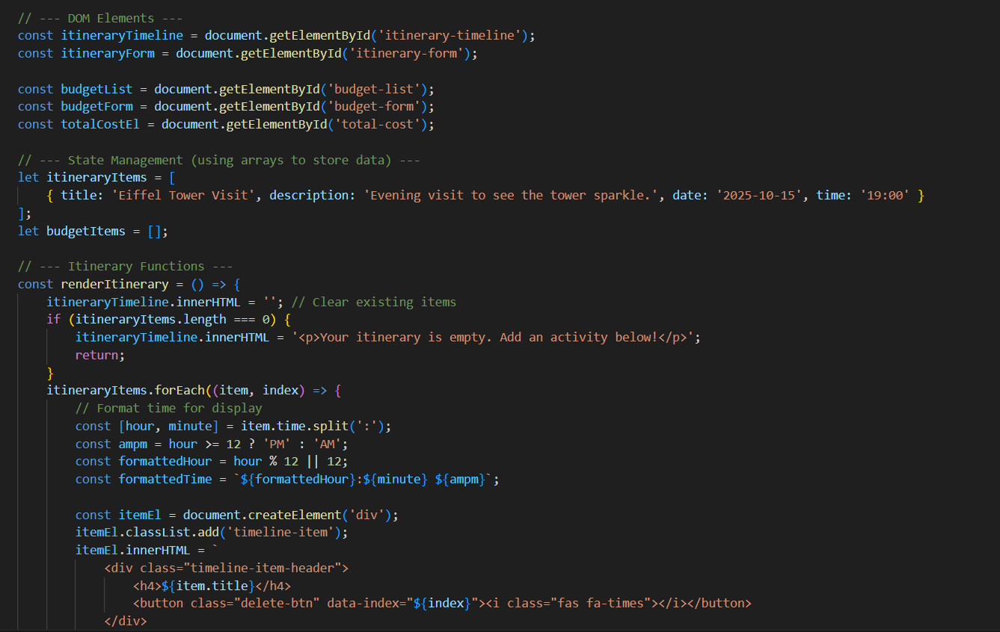 // --- DOM Elements ---
const itineraryTimeline = document.getElementById('itinerary-timeline');
const itineraryForm = document.getElementById('itinerary-form');

const budgetList = document.getElementById('budget-list');
const budgetForm = document.getElementById('budget-form');
const totalCostEl = document.getElementById('total-cost');

// --- State Management (using arrays to store data) ---
let itineraryItems = [
    { title: 'Eiffel Tower Visit', description: 'Evening visit to see the tower sparkle.', date: '2025-10-15', time: '19:00' }
];
let budgetItems = [];

// --- Itinerary Functions ---
const renderItinerary = () => {
    itineraryTimeline.innerHTML = ''; // Clear existing items
    if (itineraryItems.length === 0) {
        itineraryTimeline.innerHTML = '<p>Your itinerary is empty. Add an activity below!</p>';
        return;
    }
    itineraryItems.forEach((item, index) => {
        // Format time for display
        const [hour, minute] = item.time.split(':');
        const ampm = hour >= 12 ? 'PM' : 'AM';
        const formattedHour = hour % 12 || 12;
        const formattedTime = `${formattedHour}:${minute} ${ampm}`;

        const itemEl = document.createElement('div');
        itemEl.classList.add('timeline-item');
        itemEl.innerHTML = `
            <div class="timeline-item-header">
                <h4>${item.title}</h4>
                <button class="delete-btn" data-index="${index}"><i class="fas fa-times"></i></button>
            </div>